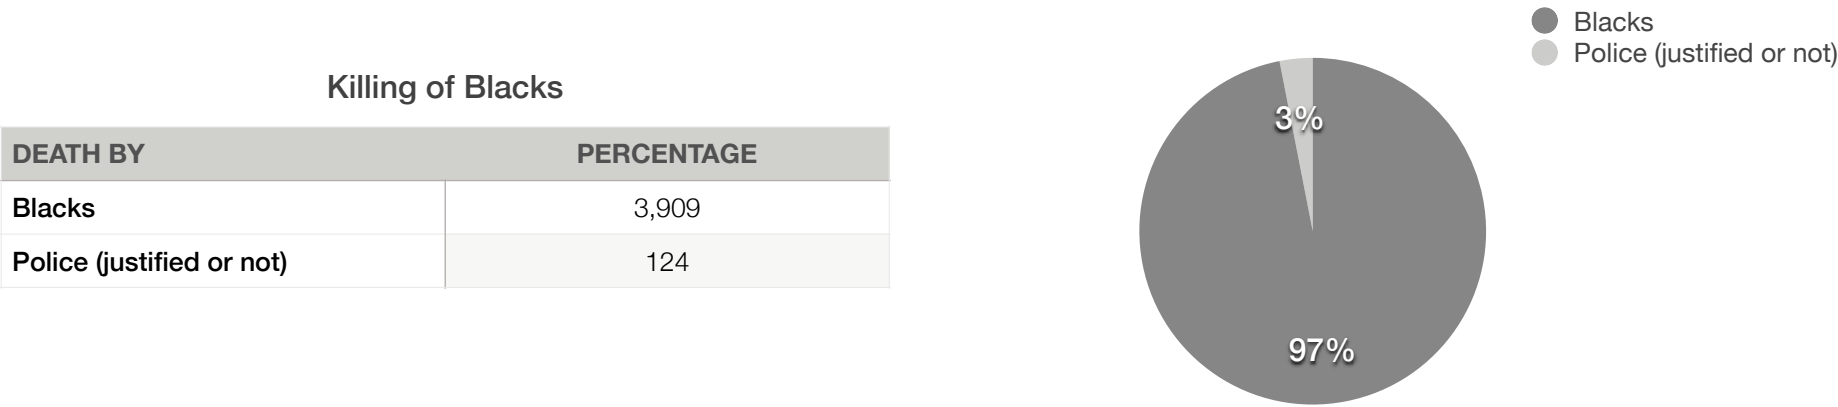 Killing of Blacks
DEATH BY PERCENTAGE
Blacks 3,909
Police (justified or not) 124
Blacks
Police (justified or not)
3%
97%